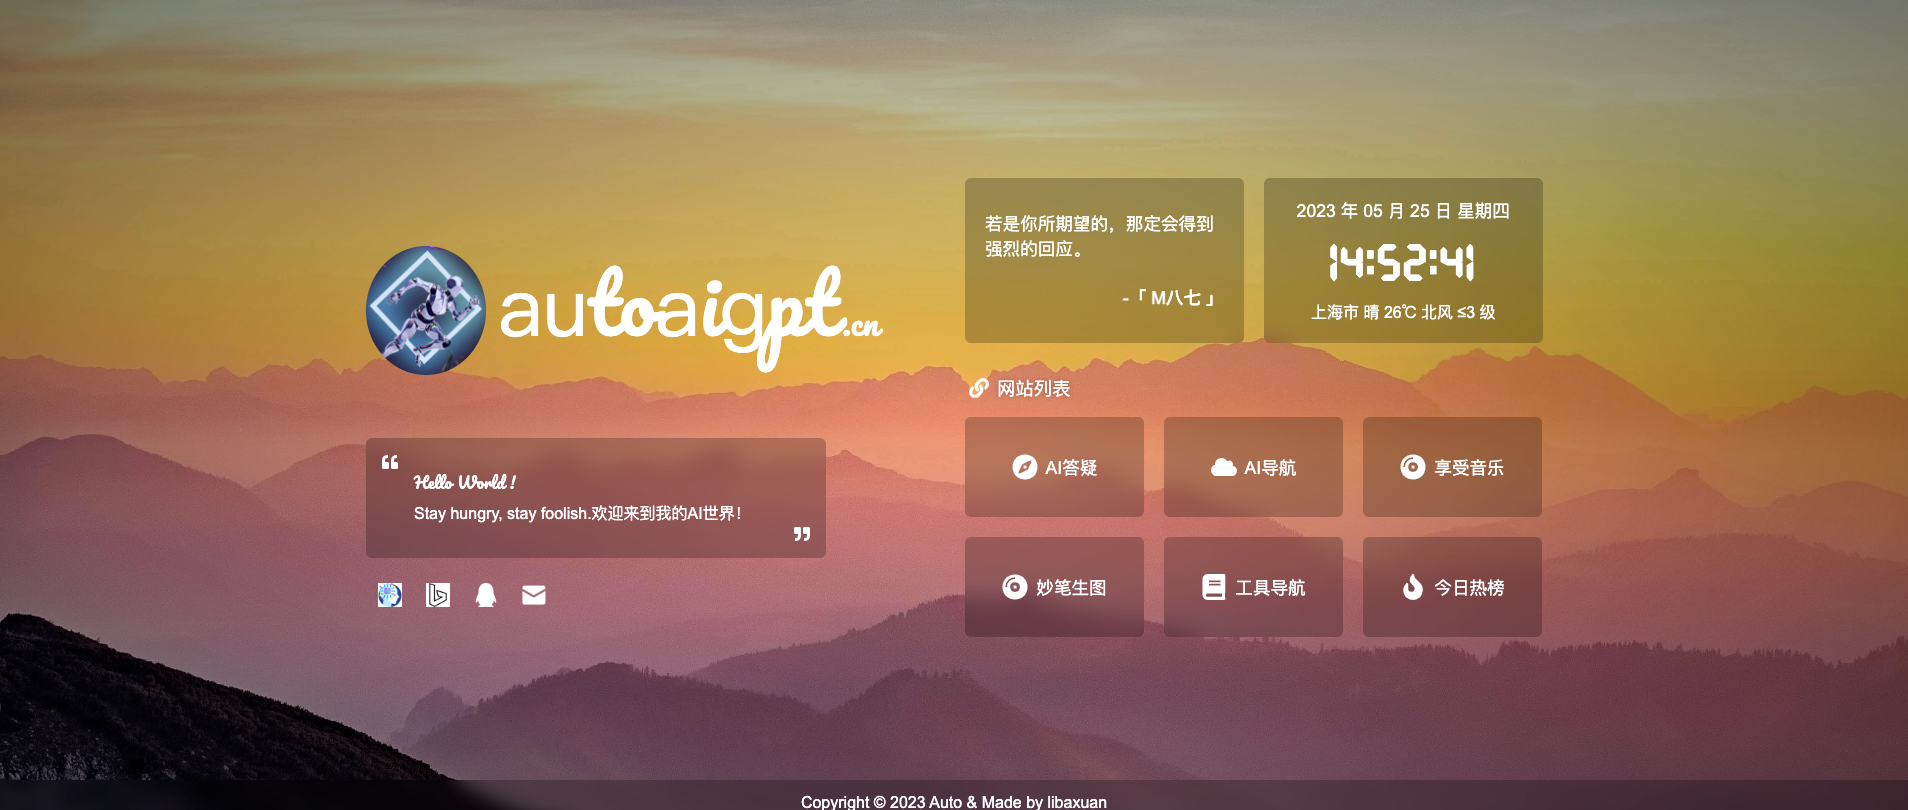 autoaigpt.cn
Hello World !
Stay hungry, stay foolish.欢迎来到我的AI世界!
若是你所期望的，那定会得到
强烈的回应。
-「 M八七 」
2023 年 05 月 25 日 星期四
14:52:41
上海市 晴 26℃ 北风 ≤3 级
网站列表
AI答疑
AI导航
享受音乐
妙笔生图
工具导航
今日热榜
Copyright © 2023 Auto & Made by libaxuan